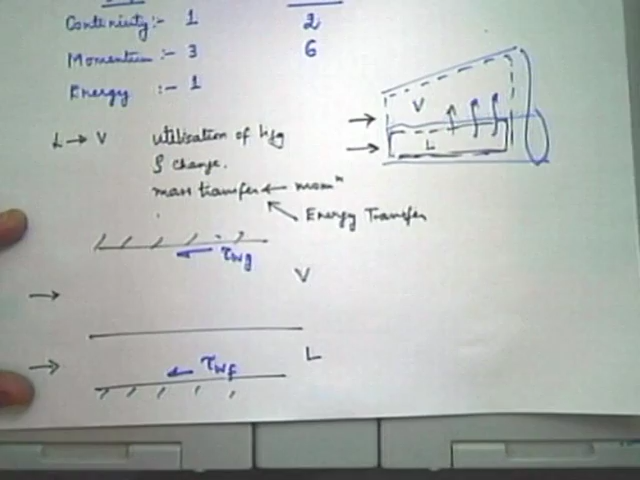 Continuity:- 1 2
Momentum :- 3 6
Energy :- 1
L → V utilisation of hfg
ρ change.
mass transfer ← momⁿ
Energy Transfer
V
L
τwg
V
L
τwf